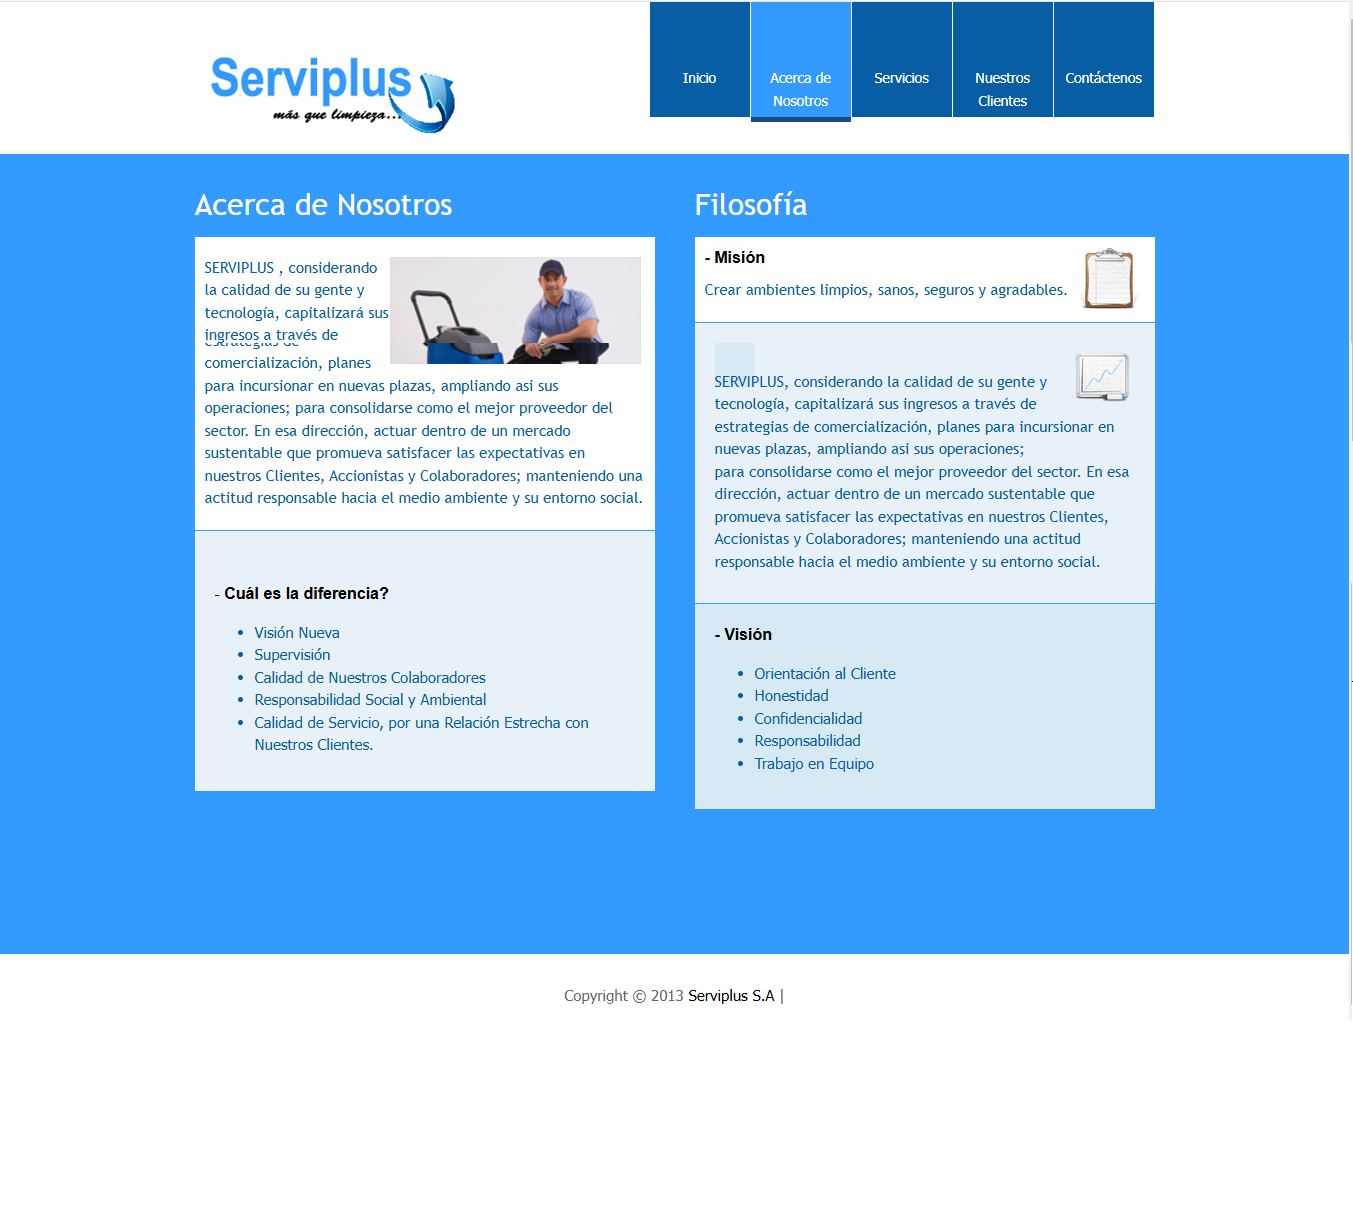 Serviplus
más que limpieza...
Inicio
Acerca de
Nosotros
Servicios
Nuestros
Clientes
Contáctenos
Acerca de Nosotros
SERVIPLUS , considerando
la calidad de su gente y
tecnología, capitalizará sus
ingresos a través de
estrategias de
comercialización, planes
para incursionar en nuevas plazas, ampliando asi sus
operaciones; para consolidarse como el mejor proveedor del
sector. En esa dirección, actuar dentro de un mercado
sustentable que promueva satisfacer las expectativas en
nuestros Clientes, Accionistas y Colaboradores; manteniendo una
actitud responsable hacia el medio ambiente y su entorno social.
- Cuál es la diferencia?
• Visión Nueva
• Supervisión
• Calidad de Nuestros Colaboradores
• Responsabilidad Social y Ambiental
• Calidad de Servicio, por una Relación Estrecha con
Nuestros Clientes.
Filosofía
- Misión
Crear ambientes limpios, sanos, seguros y agradables.
SERVIPLUS, considerando la calidad de su gente y
tecnología, capitalizará sus ingresos a través de
estrategias de comercialización, planes para incursionar en
nuevas plazas, ampliando asi sus operaciones;
para consolidarse como el mejor proveedor del sector. En esa
dirección, actuar dentro de un mercado sustentable que
promueva satisfacer las expectativas en nuestros Clientes,
Accionistas y Colaboradores; manteniendo una actitud
responsable hacia el medio ambiente y su entorno social.
- Visión
• Orientación al Cliente
• Honestidad
• Confidencialidad
• Responsabilidad
• Trabajo en Equipo
Copyright © 2013 Serviplus S.A |